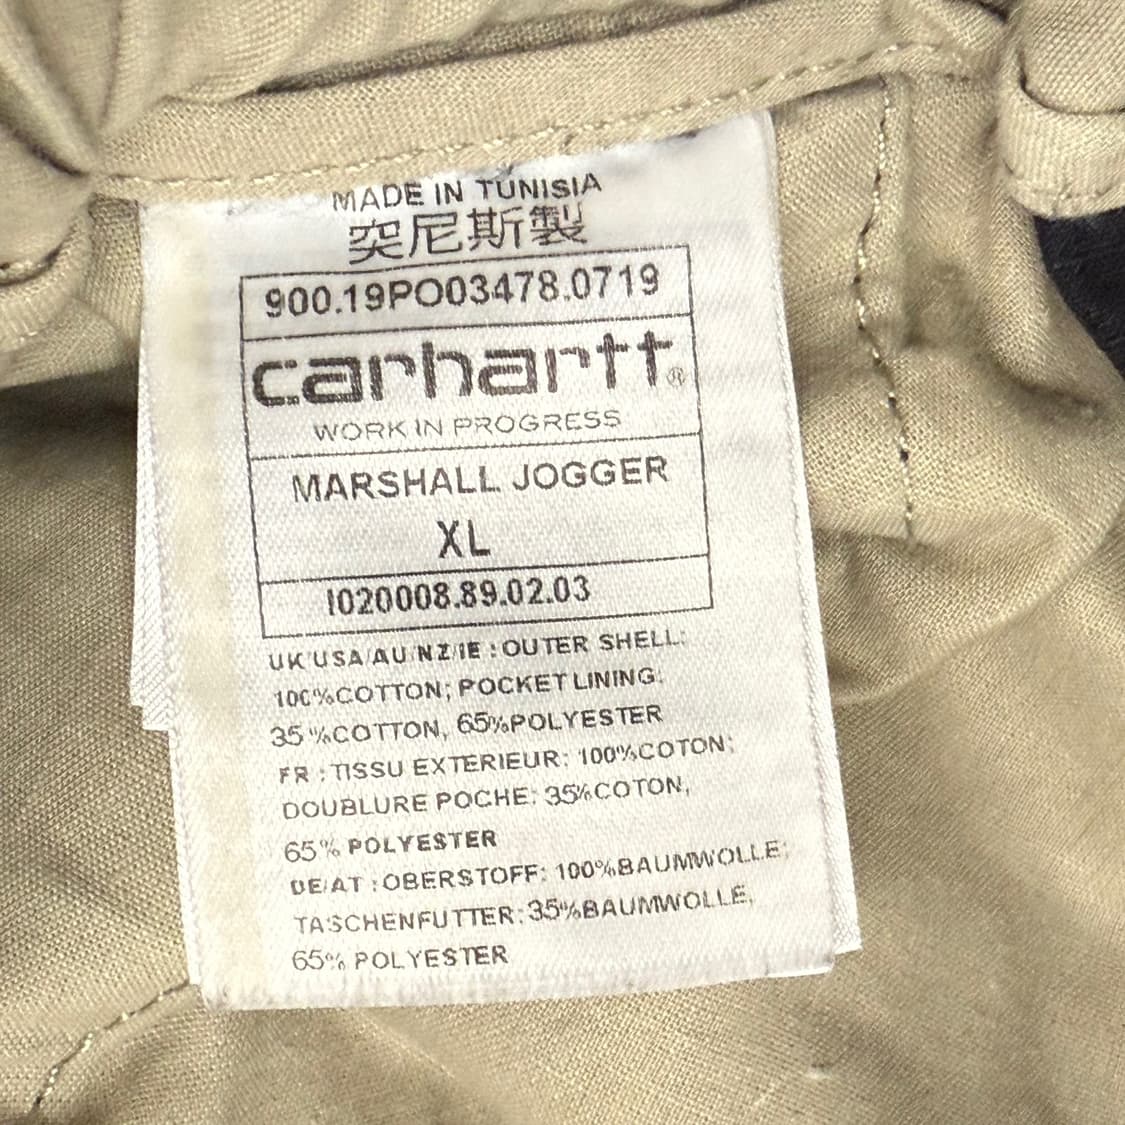 MADE IN TUNISIA
突尼斯製
900.19PO03478.0719
carhartt®
WORK IN PROGRESS
MARSHALL JOGGER
XL
I020008.89.02.03
UK/USA/AU/NZ/IE : OUTER SHELL:
100%COTTON; POCKET LINING:
35%COTTON, 65%POLYESTER
FR : TISSU EXTERIEUR: 100%COTON;
DOUBLURE POCHE: 35%COTON,
65% POLYESTER
DE/AT : OBERSTOFF: 100%BAUMWOLLE;
TASCHENFUTTER: 35%BAUMWOLLE,
65% POLYESTER